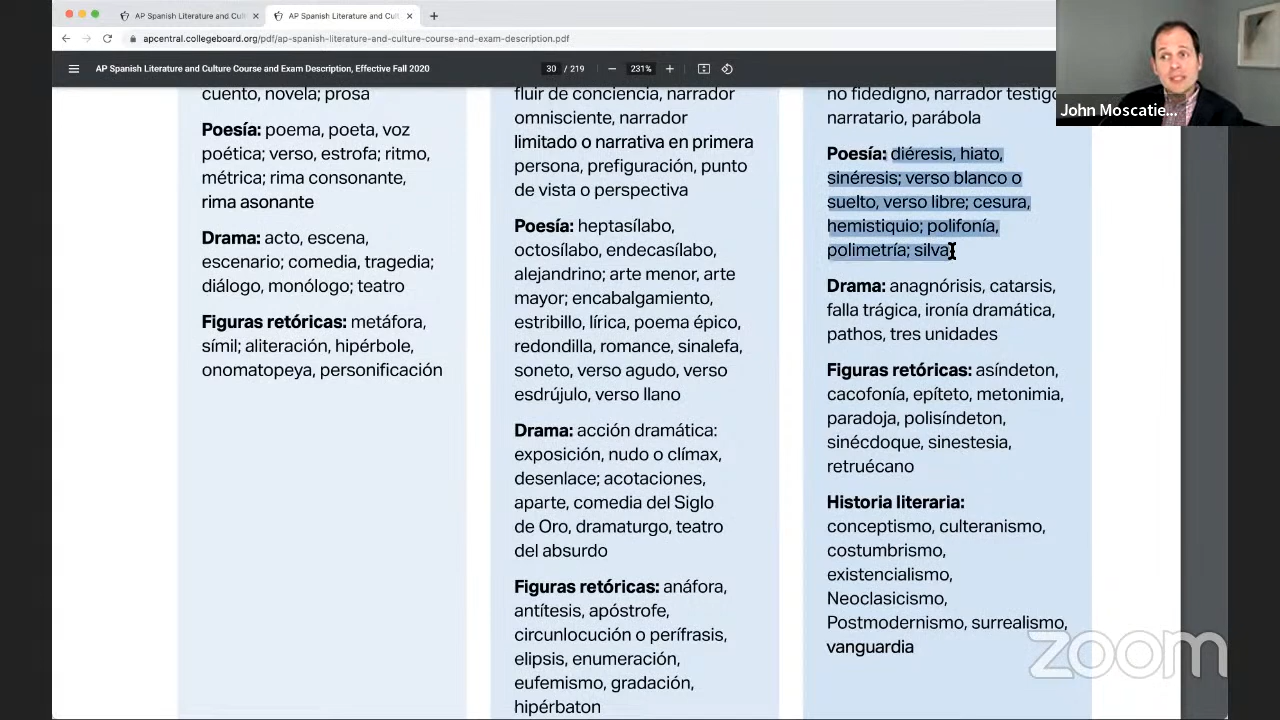 AP Spanish Literature and Cult
AP Spanish Literature and Cult
apcentral.collegeboard.org/pdf/ap-spanish-literature-and-culture-course-and-exam-description.pdf
AP Spanish Literature and Culture Course and Exam Description, Effective Fall 2020
30 / 219
231%
John Moscatie...
cuento, novela; prosa
Poesía: poema, poeta, voz
poética; verso, estrofa; ritmo,
métrica; rima consonante,
rima asonante
Drama: acto, escena,
escenario; comedia, tragedia;
diálogo, monólogo; teatro
Figuras retóricas: metáfora,
símil; aliteración, hipérbole,
onomatopeya, personificación
fluir de conciencia, narrador
omnisciente, narrador
limitado o narrativa en primera
persona, prefiguración, punto
de vista o perspectiva
Poesía: heptasílabo,
octosílabo, endecasílabo,
alejandrino; arte menor, arte
mayor; encabalgamiento,
estribillo, lírica, poema épico,
redondilla, romance, sinalefa,
soneto, verso agudo, verso
esdrújulo, verso llano
Drama: acción dramática:
exposición, nudo o clímax,
desenlace; acotaciones,
aparte, comedia del Siglo
de Oro, dramaturgo, teatro
del absurdo
Figuras retóricas: anáfora,
antítesis, apóstrofe,
circunlocución o perífrasis,
elipsis, enumeración,
eufemismo, gradación,
hipérbaton
no fidedigno, narrador testigo
narratario, parábola
Poesía: diéresis, hiato,
sinéresis; verso blanco o
suelto, verso libre; cesura,
hemistiquio; polifonía,
polimetría; silva
Drama: anagnórisis, catarsis,
falla trágica, ironía dramática,
pathos, tres unidades
Figuras retóricas: asíndeton,
cacofonía, epíteto, metonimia,
paradoja, polisíndeton,
sinécdoque, sinestesia,
retruécano
Historia literaria:
conceptismo, culteranismo,
costumbrismo,
existencialismo,
Neoclasicismo,
Postmodernismo, surrealismo,
vanguardia
zoom